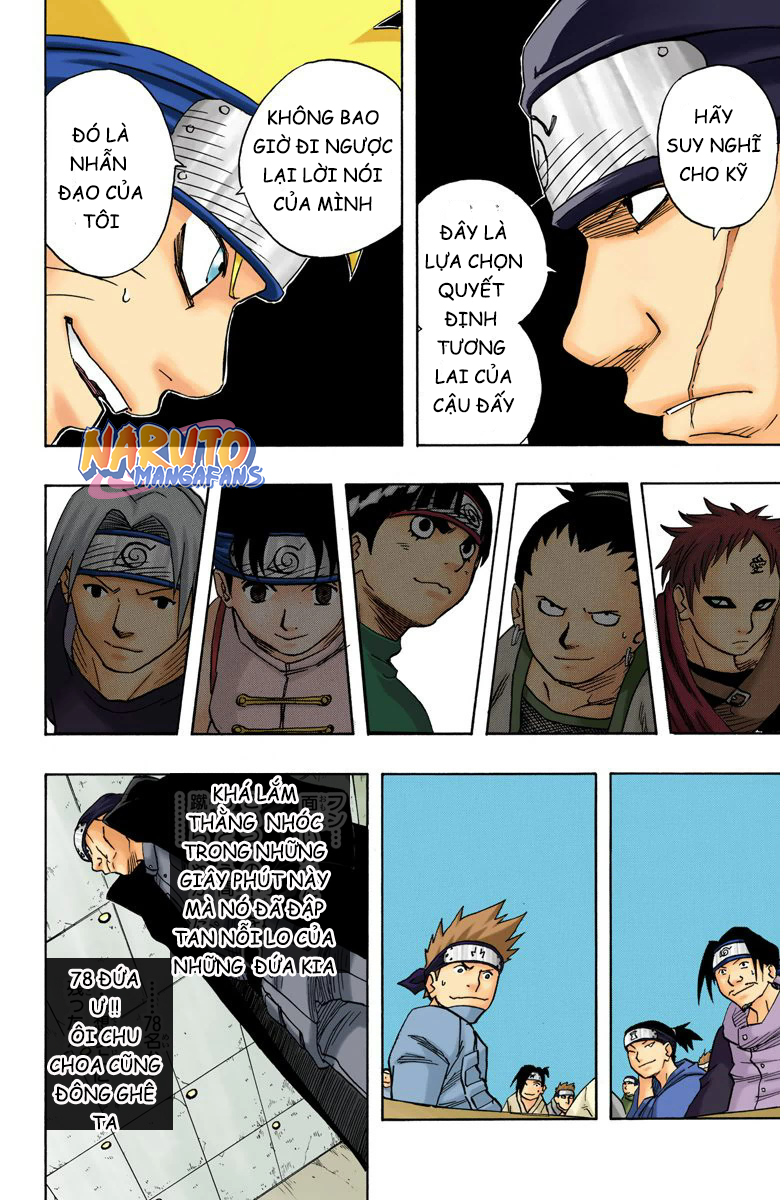 HÃY
SUY NGHĨ
CHO KỸ
ĐÂY LÀ
LỰA CHỌN
QUYẾT
ĐỊNH
TƯƠNG
LAI CỦA
CẬU ĐẤY
KHÔNG BAO
GIỜ ĐI NGƯỢC
LẠI LỜI NÓI
CỦA MÌNH
ĐÓ LÀ
NHẪN
ĐẠO CỦA
TÔI
NARUTO
MANGAFANS
KHÁ LẮM
THẰNG NHÓC
TRONG NHỮNG
GIÂY PHÚT NÀY
MÀ NÓ ĐÃ ĐẬP
TAN NỖI LO CỦA
NHỮNG ĐỨA KIA
78 ĐỨA
Ư!!
ÔI CHU
CHOA CŨNG
ĐÔNG GHÊ
TA